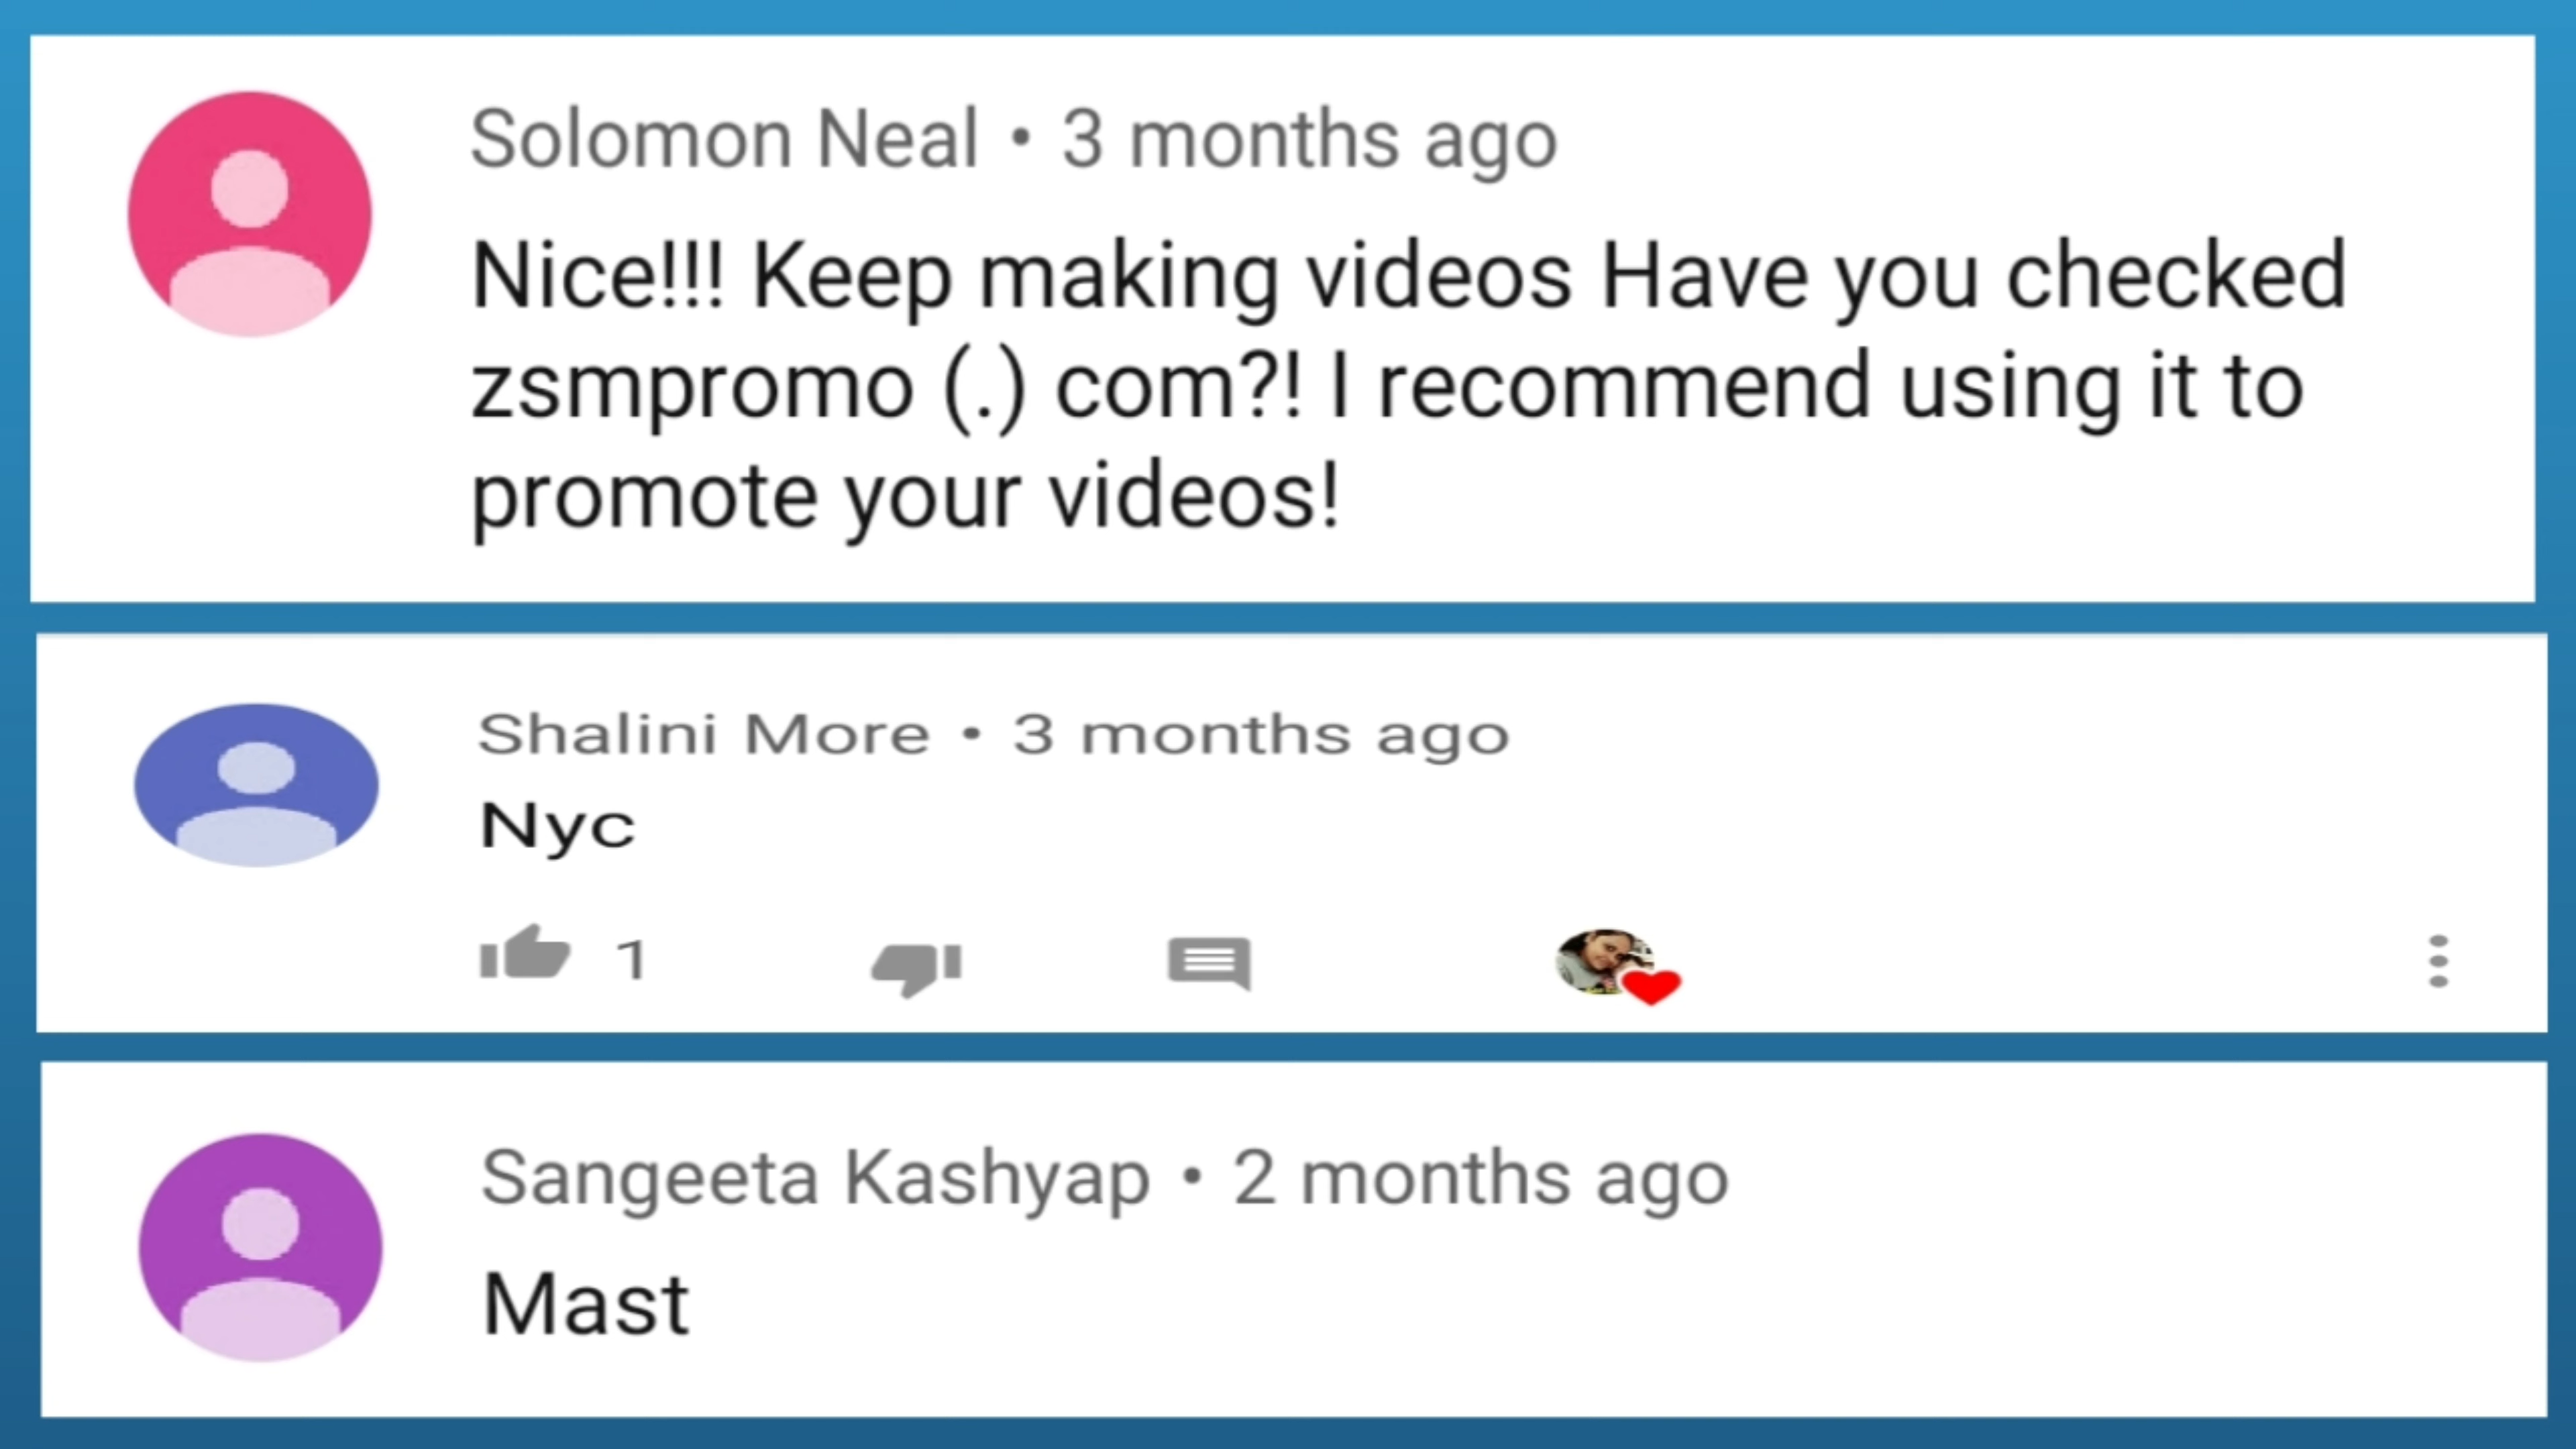 Solomon Neal • 3 months ago
Nice!!! Keep making videos Have you checked
zsmpromo (.) com?! I recommend using it to
promote your videos!
Shalini More • 3 months ago
Nyc
1
Sangeeta Kashyap • 2 months ago
Mast